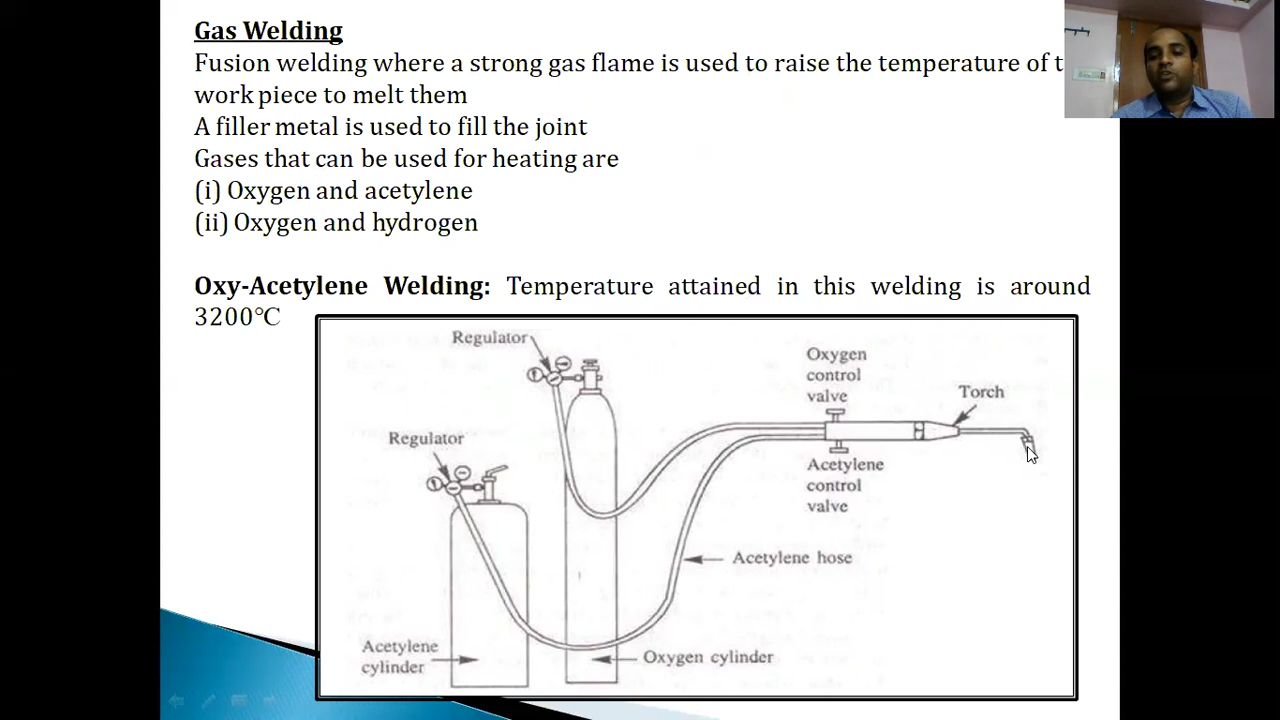 Gas Welding
Fusion welding where a strong gas flame is used to raise the temperature of t
work piece to melt them
A filler metal is used to fill the joint
Gases that can be used for heating are
(i) Oxygen and acetylene
(ii) Oxygen and hydrogen
Oxy-Acetylene Welding: Temperature attained in this welding is around
3200°C
Regulator
Oxygen
control
valve
Torch
Regulator
Acetylene
control
valve
Acetylene hose
Acetylene
cylinder
Oxygen cylinder